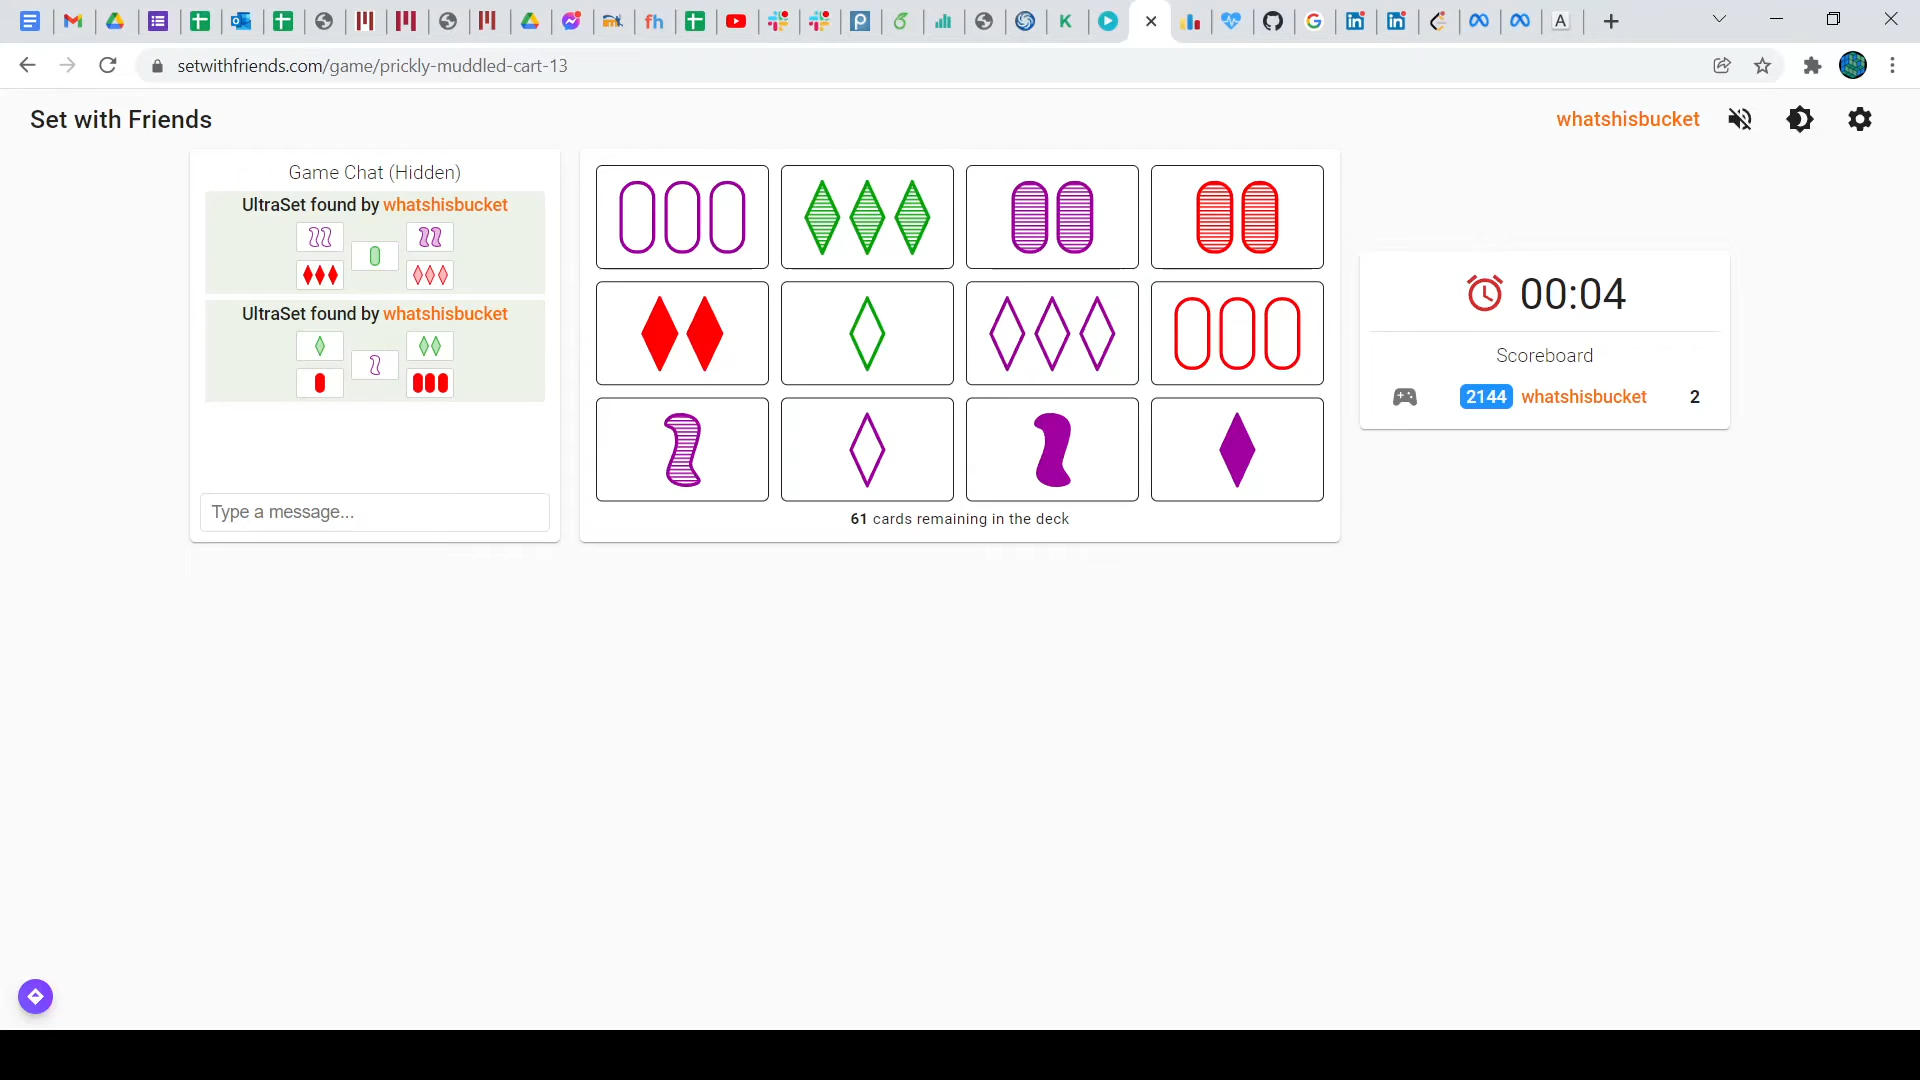 setwithfriends.com/game/prickly-muddled-cart-13
Set with Friends
whatshisbucket
Game Chat (Hidden)
UltraSet found by whatshisbucket
UltraSet found by whatshisbucket
Type a message...
61 cards remaining in the deck
00:04
Scoreboard
2144 whatshisbucket 2